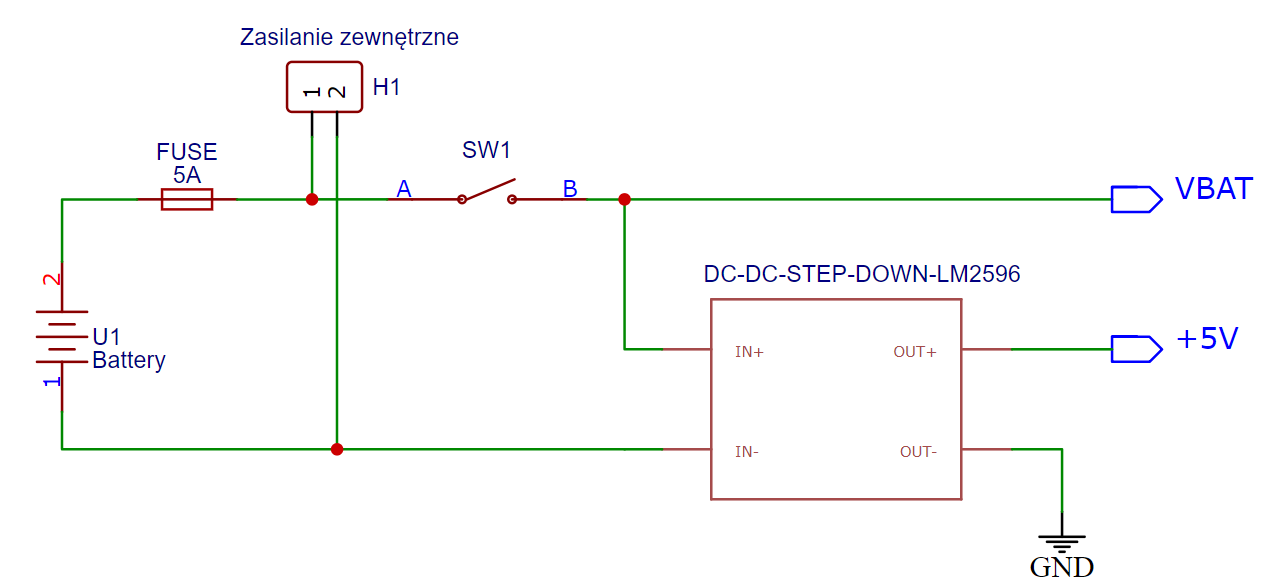 Zasilanie zewnętrzne
1 2
H1
FUSE
5A
SW1
A
B
VBAT
2
U1
Battery
1
DC-DC-STEP-DOWN-LM2596
IN+
OUT+
+5V
IN-
OUT-
GND